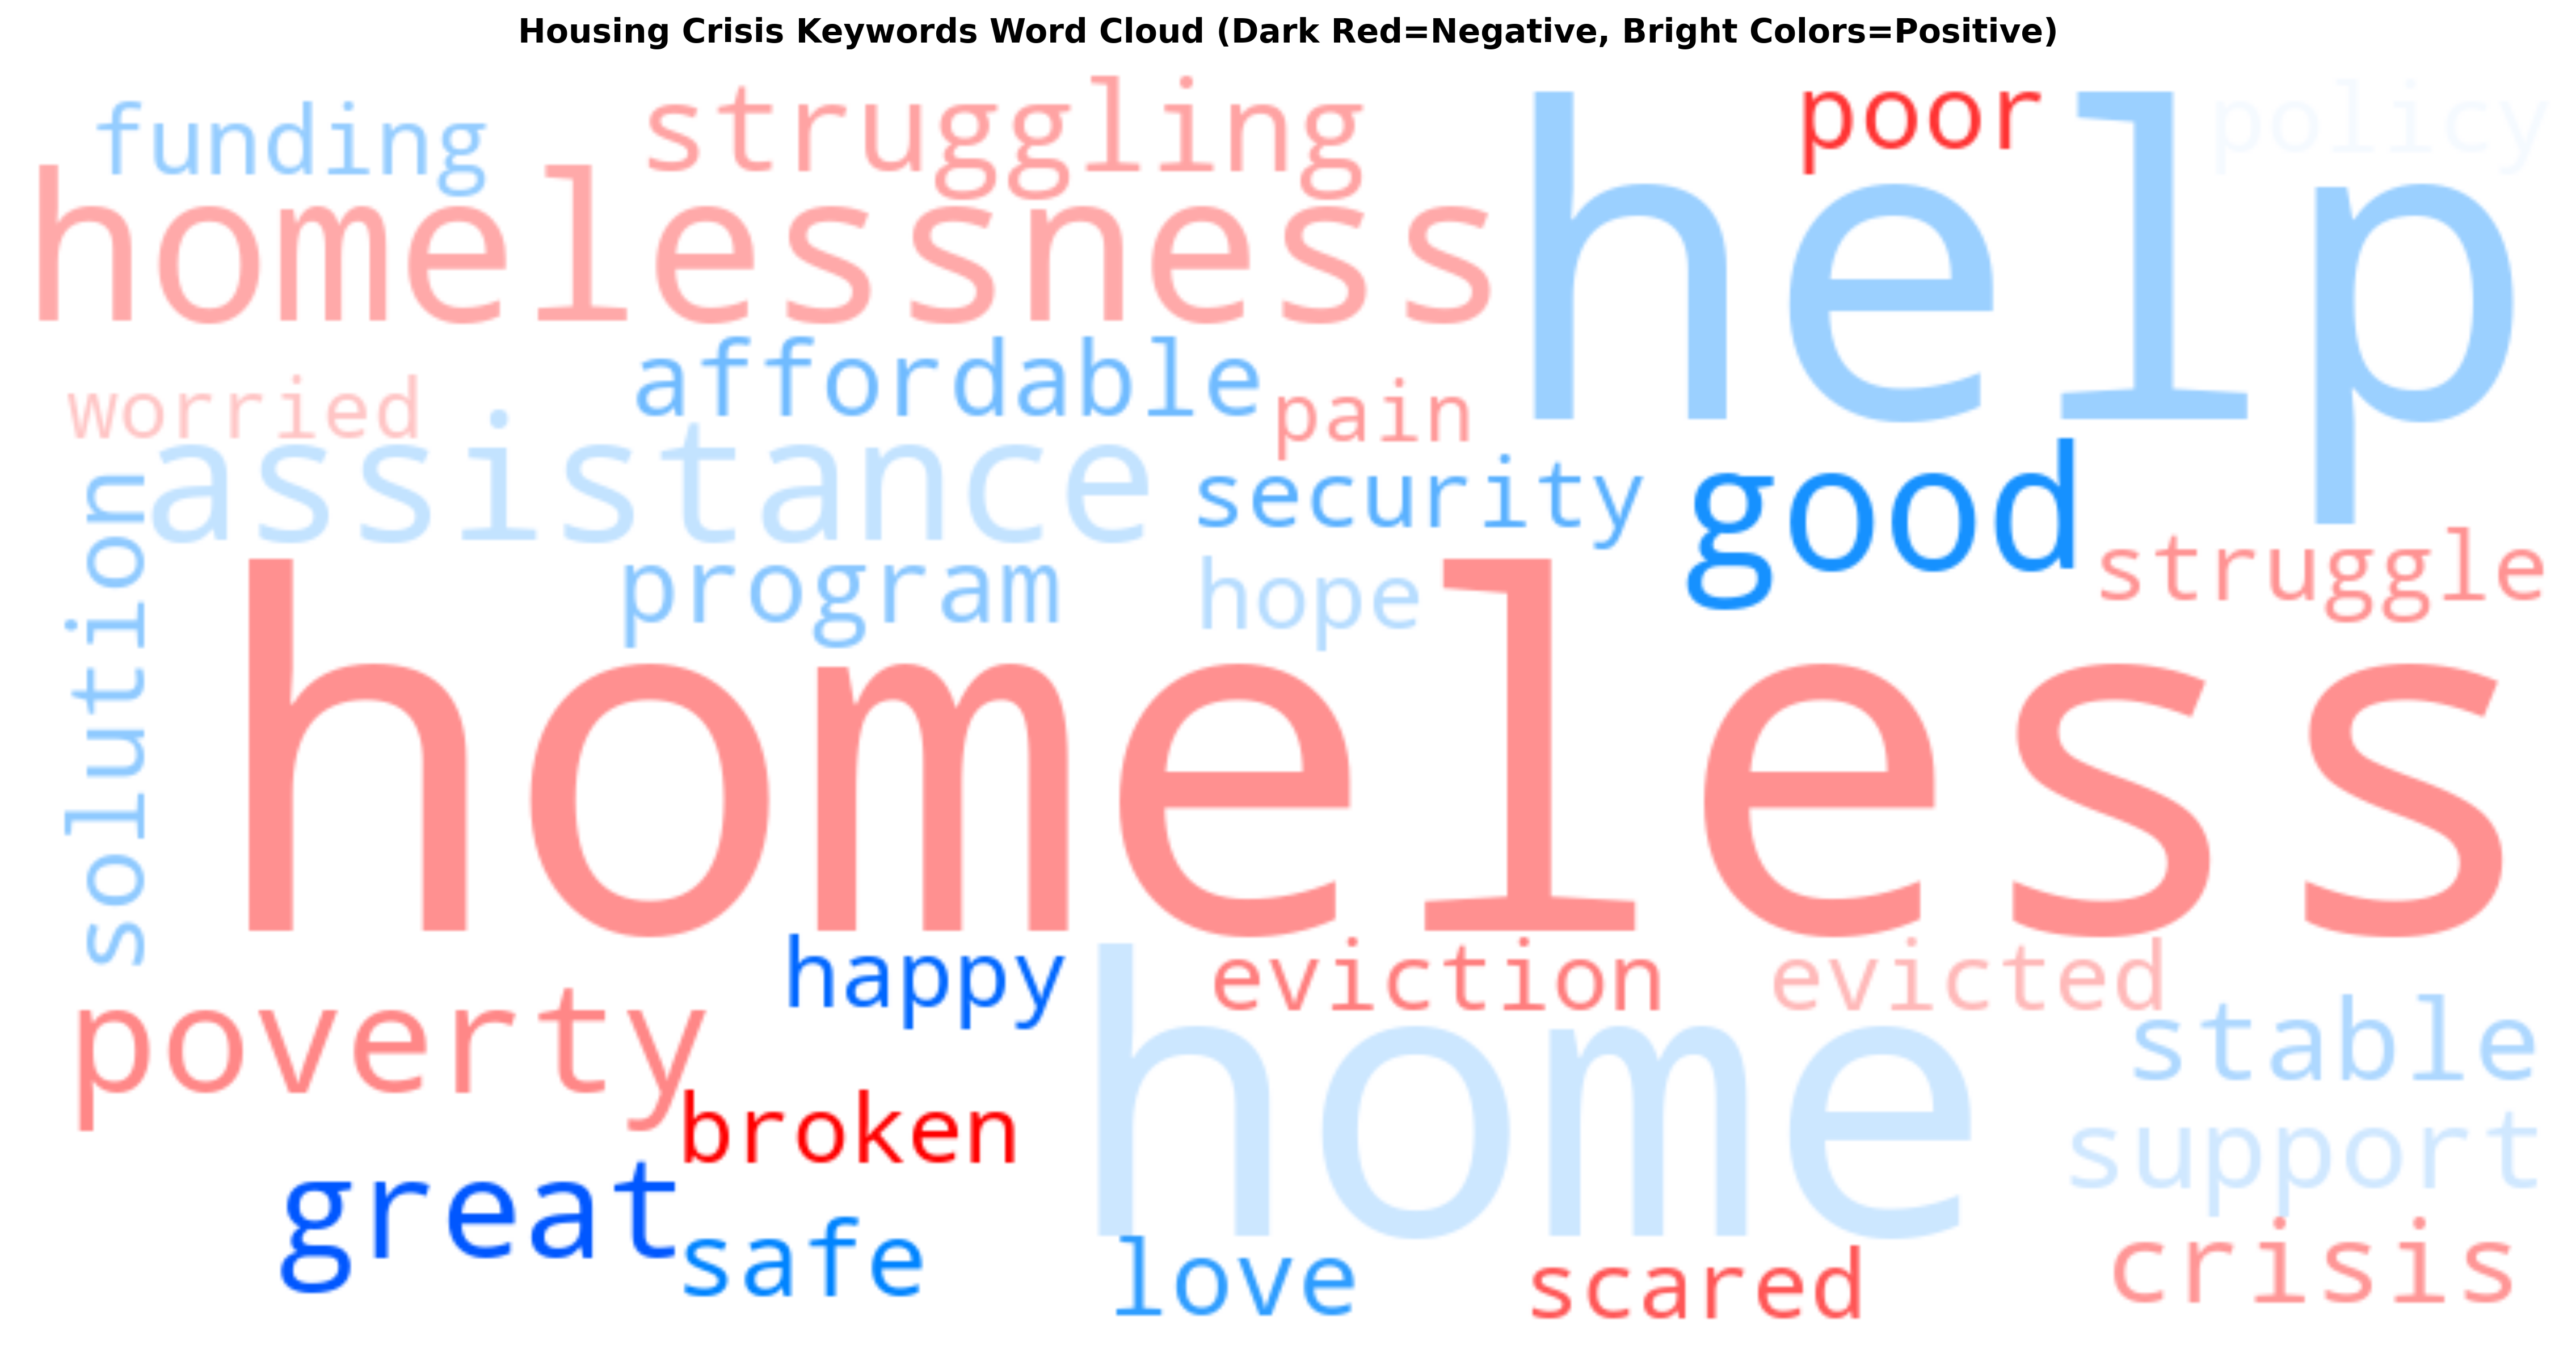 Housing Crisis Keywords Word Cloud (Dark Red=Negative, Bright Colors=Positive)
funding
struggling
poor
policy
homelessness
help
affordable
worried
pain
assistance
security
good
solution
program
hope
struggle
homeless
happy
eviction
evicted
poverty
home
stable
broken
support
great
safe
love
scared
crisis